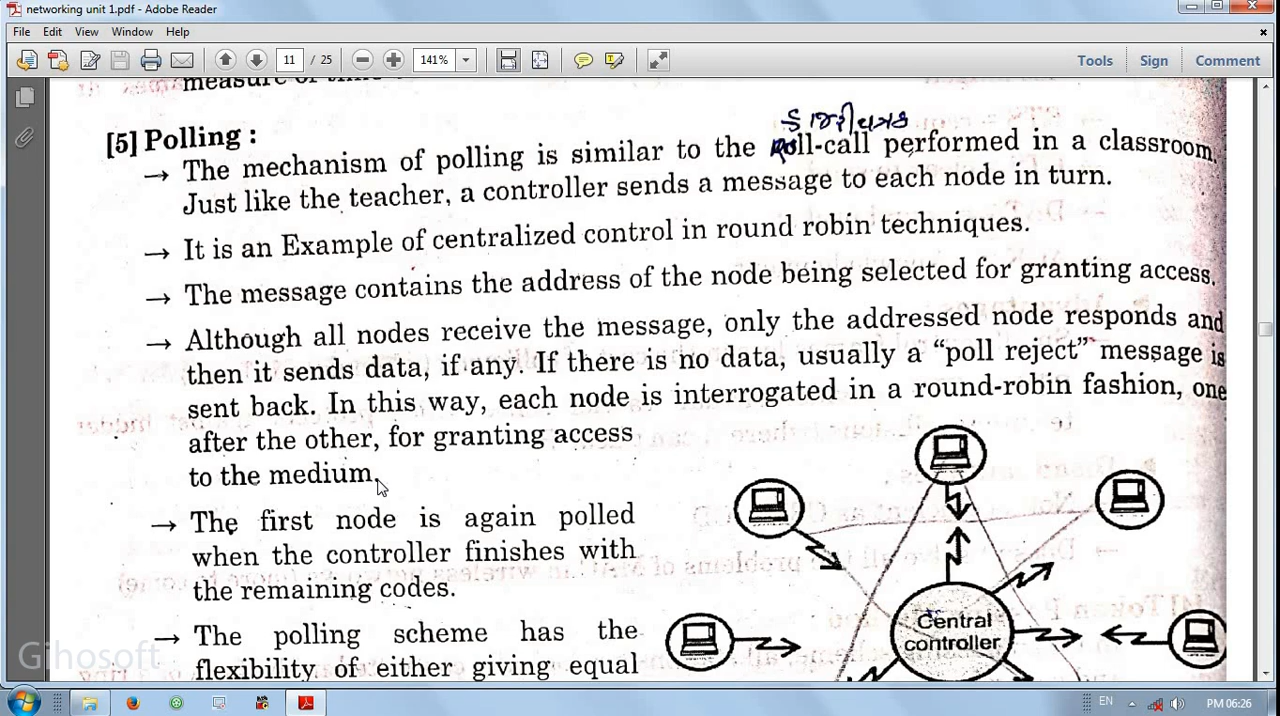 networking unit 1.pdf - Adobe Reader
File Edit View Window Help
11 / 25 141% Tools Sign Comment
measure of time
[5] Polling :
→ The mechanism of polling is similar to the roll-call performed in a classroom.
Just like the teacher, a controller sends a message to each node in turn.
→ It is an Example of centralized control in round robin techniques.
→ The message contains the address of the node being selected for granting access.
→ Although all nodes receive the message, only the addressed node responds and
then it sends data, if any. If there is no data, usually a “poll reject” message is
sent back. In this way, each node is interrogated in a round-robin fashion, one
after the other, for granting access
to the medium.
→ The first node is again polled
when the controller finishes with
the remaining codes.
→ The polling scheme has the
flexibility of either giving equal
Central
controller
Gihosoft
EN PM 06:26